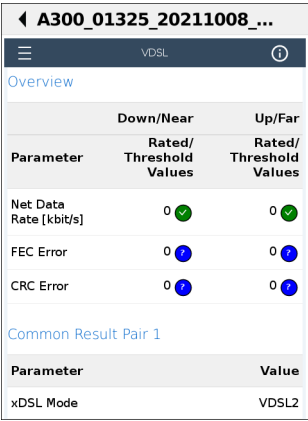 A300_01325_20211008_...
VDSL
Overview
Down/Near Up/Far
Parameter Rated/ Threshold Values Rated/ Threshold Values
Net Data Rate [kbit/s] 0 0
FEC Error 0 ? 0 ?
CRC Error 0 ? 0 ?
Common Result Pair 1
Parameter Value
xDSL Mode VDSL2